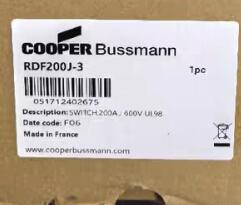 COOPER Bussmann
RDF200J-3
1pc
051712402675
Description: SWITCH 200A, 600V UL98
Date code: F06
Made in France
www.cooperbussmann.com